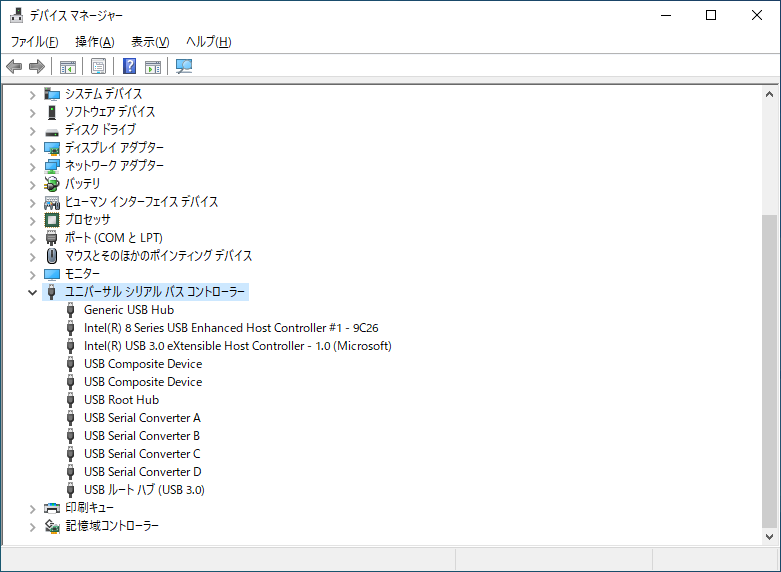 デバイス マネージャー
ファイル(F) 操作(A) 表示(V) ヘルプ(H)
システム デバイス
ソフトウェア デバイス
ディスク ドライブ
ディスプレイ アダプター
ネットワーク アダプター
バッテリ
ヒューマン インターフェイス デバイス
プロセッサ
ポート (COM と LPT)
マウスとそのほかのポインティング デバイス
モニター
ユニバーサル シリアル バス コントローラー
Generic USB Hub
Intel(R) 8 Series USB Enhanced Host Controller #1 - 9C26
Intel(R) USB 3.0 eXtensible Host Controller - 1.0 (Microsoft)
USB Composite Device
USB Composite Device
USB Root Hub
USB Serial Converter A
USB Serial Converter B
USB Serial Converter C
USB Serial Converter D
USB ルート ハブ (USB 3.0)
印刷キュー
記憶域コントローラー